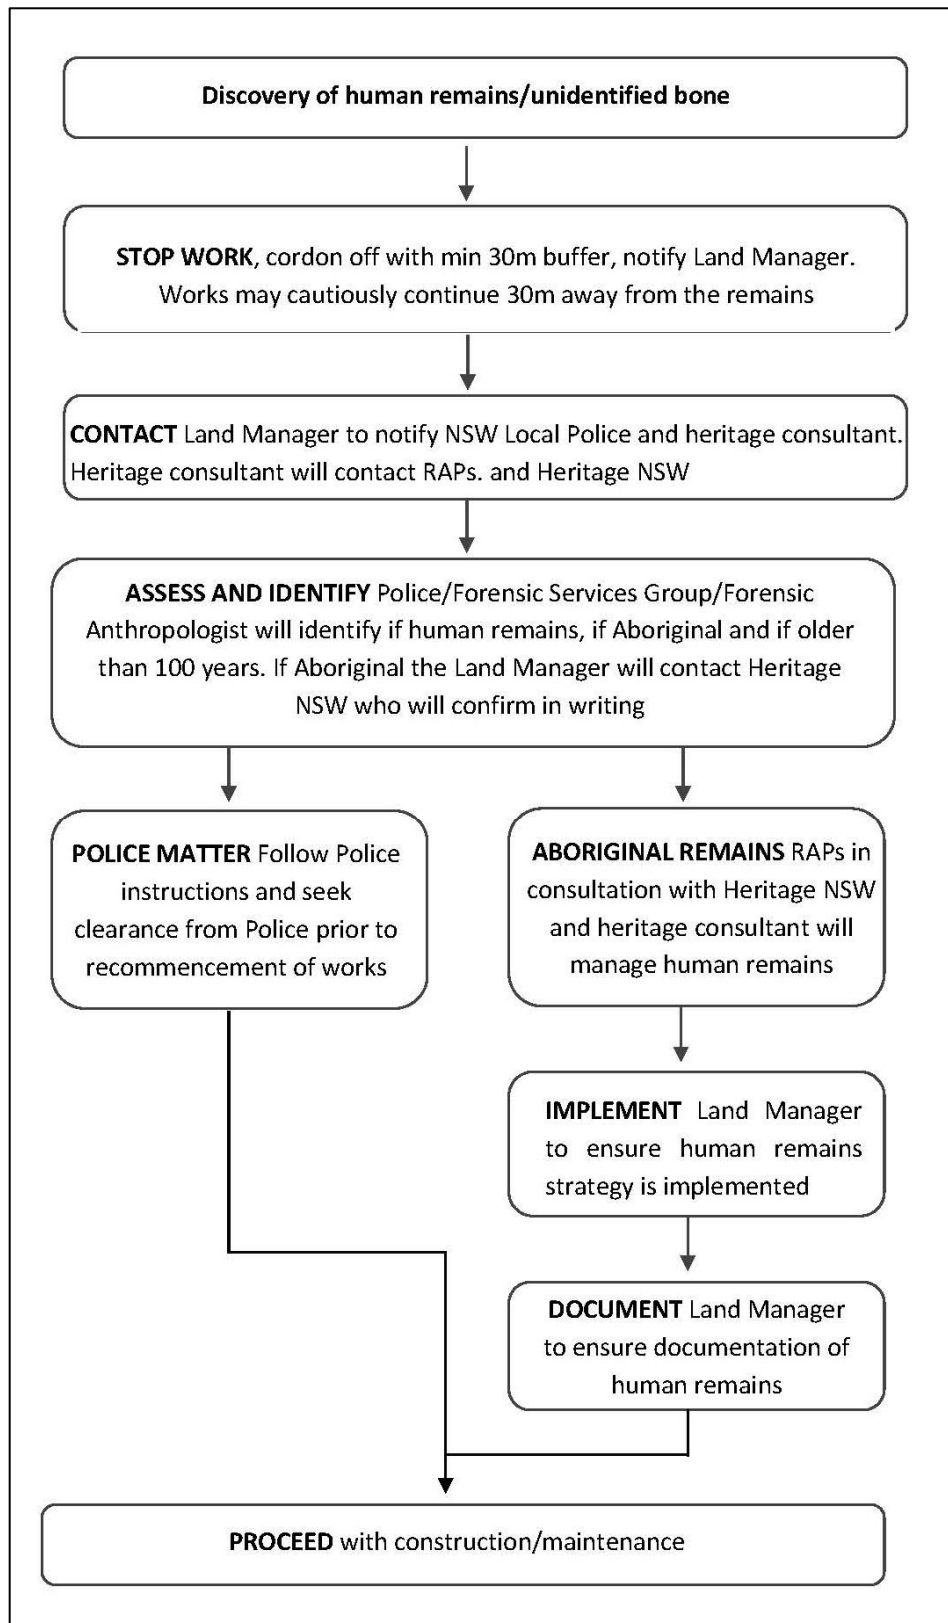 Discovery of human remains/unidentified bone
STOP WORK, cordon off with min 30m buffer, notify Land Manager.
Works may cautiously continue 30m away from the remains
CONTACT Land Manager to notify NSW Local Police and heritage consultant.
Heritage consultant will contact RAPs. and Heritage NSW
ASSESS AND IDENTIFY Police/Forensic Services Group/Forensic
Anthropologist will identify if human remains, if Aboriginal and if older
than 100 years. If Aboriginal the Land Manager will contact Heritage
NSW who will confirm in writing
POLICE MATTER Follow Police
instructions and seek
clearance from Police prior to
recommencement of works
ABORIGINAL REMAINS RAPs in
consultation with Heritage NSW
and heritage consultant will
manage human remains
IMPLEMENT Land Manager
to ensure human remains
strategy is implemented
DOCUMENT Land Manager
to ensure documentation of
human remains
PROCEED with construction/maintenance